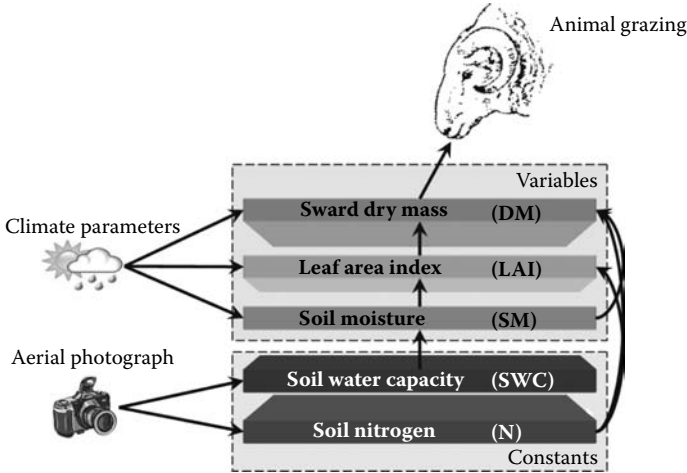 Animal grazing
Variables
Sward dry mass (DM)
Climate parameters
Leaf area index (LAI)
Soil moisture (SM)
Aerial photograph
Soil water capacity (SWC)
Soil nitrogen (N)
Constants